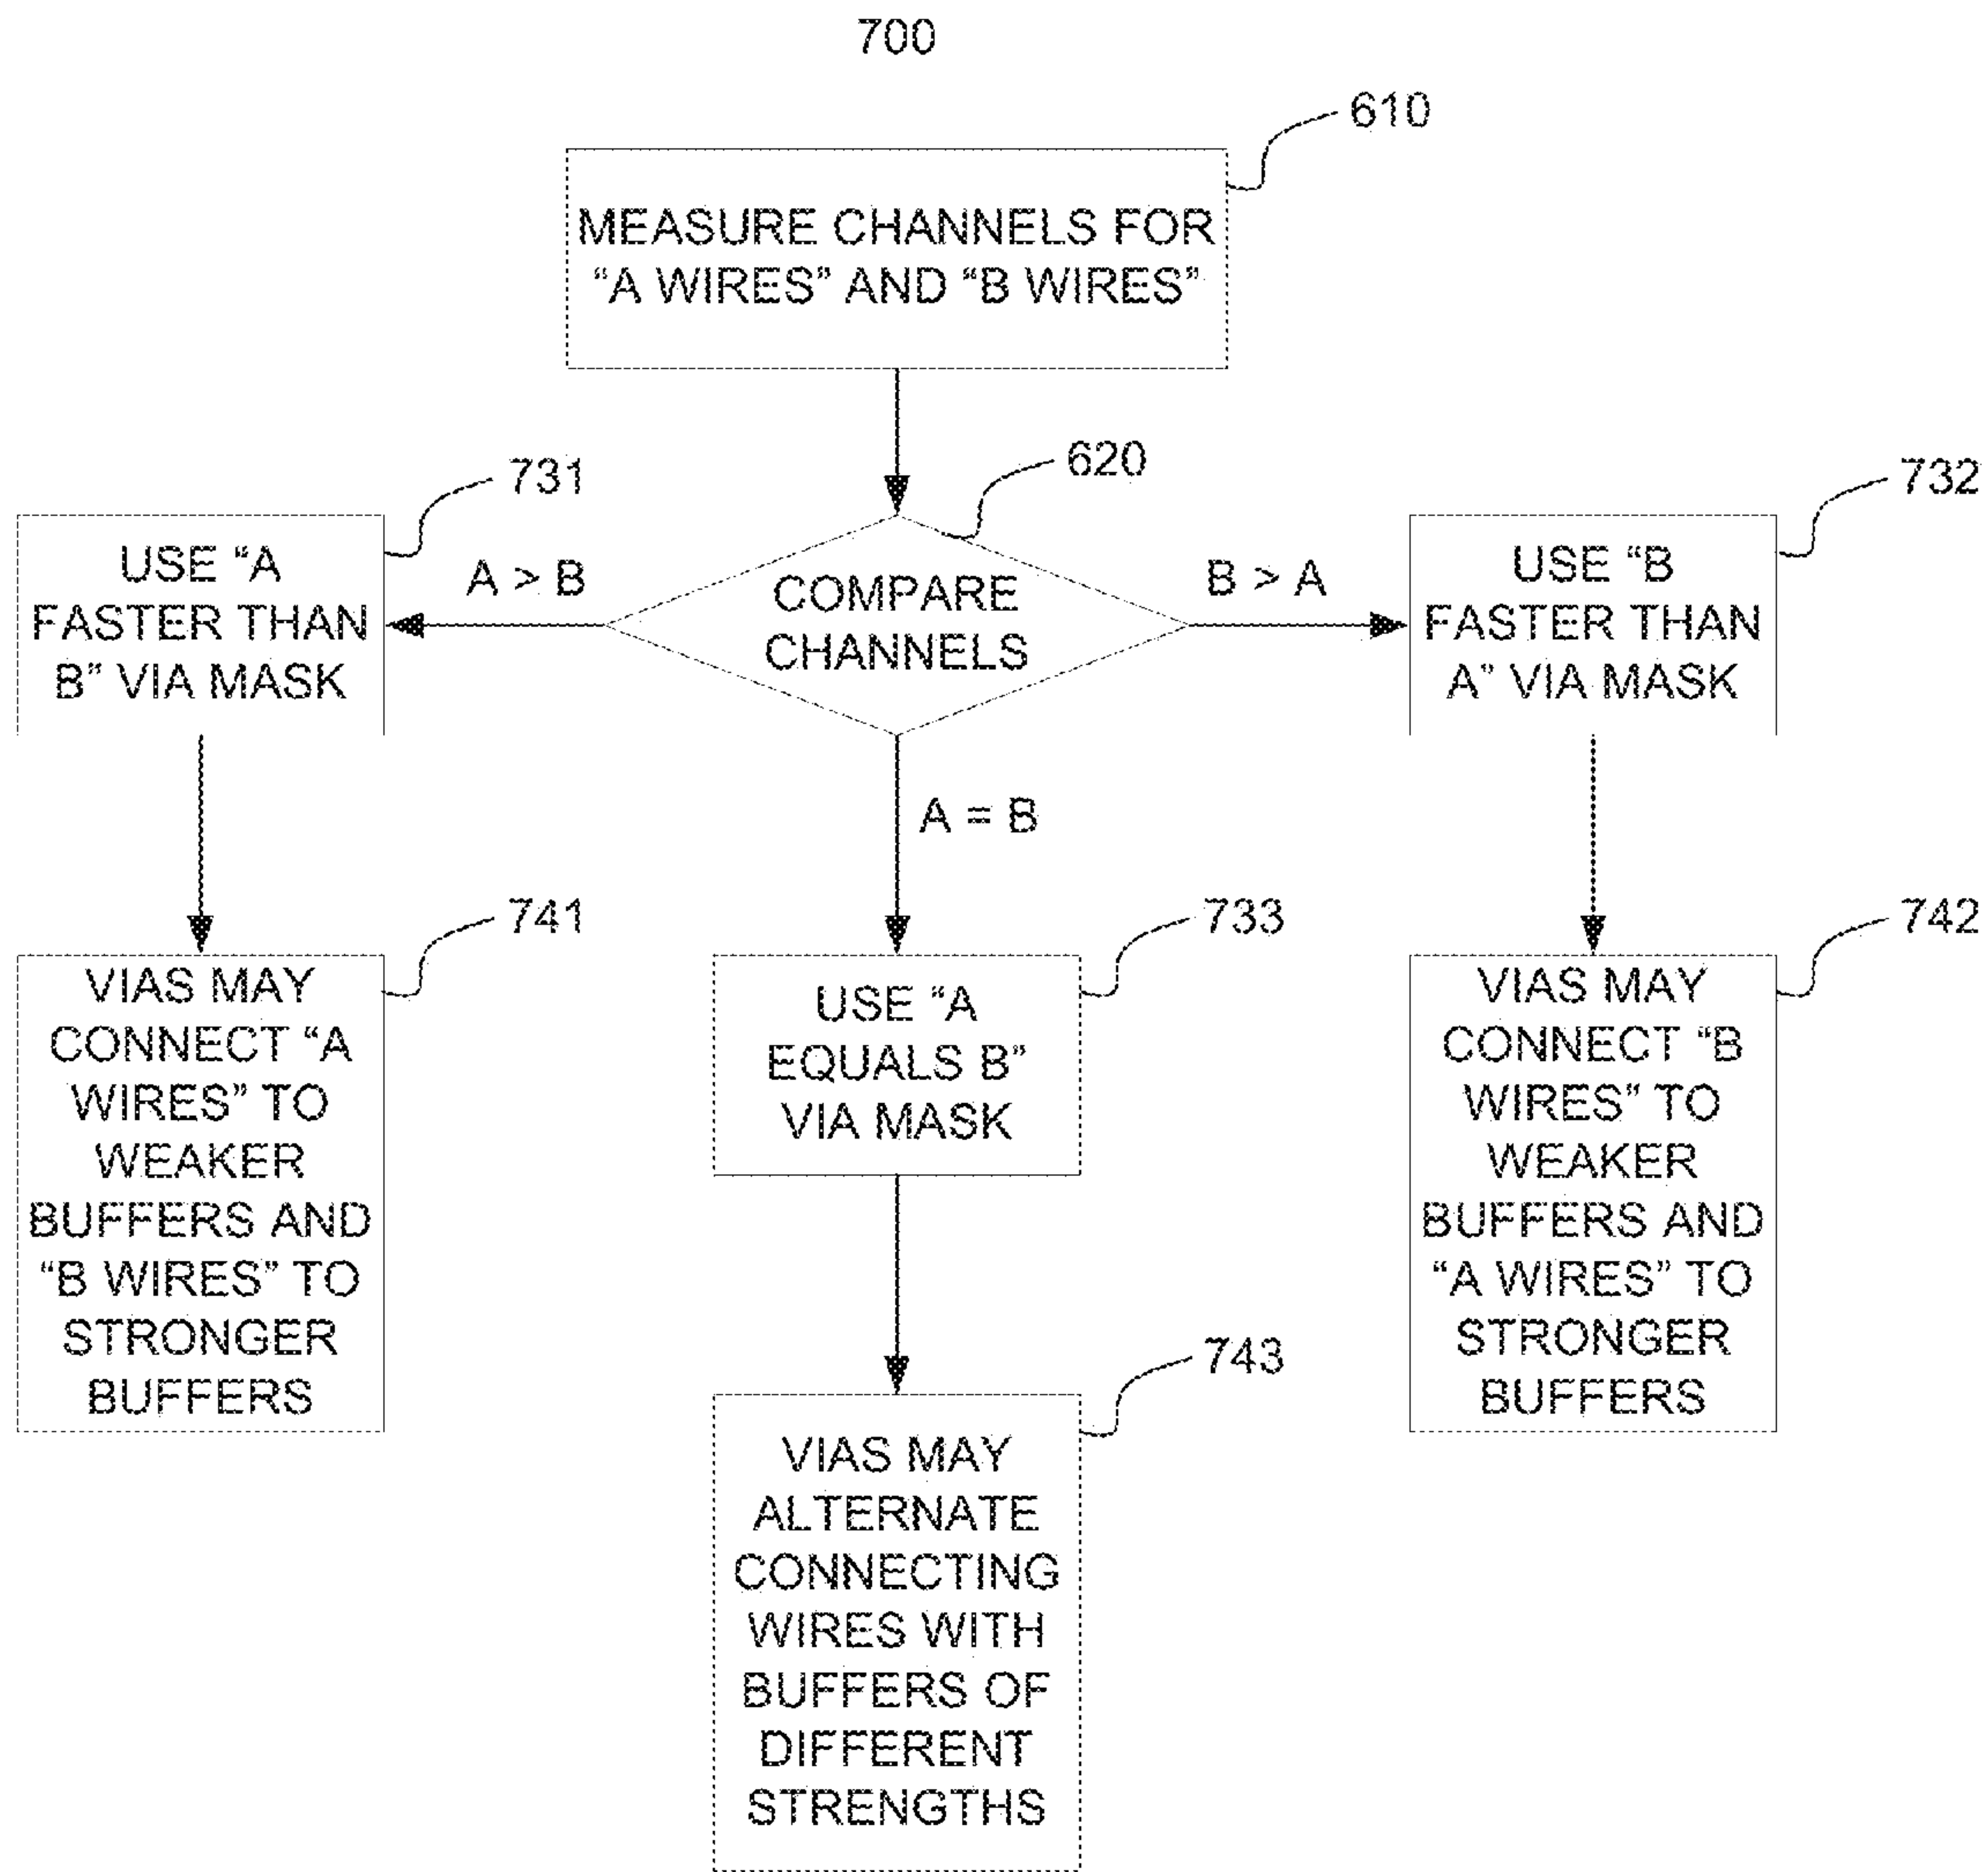 700
610
MEASURE CHANNELS FOR
“A WIRES” AND “B WIRES”
620
COMPARE
CHANNELS
A > B
B > A
A = B
731
USE “A
FASTER THAN
B” VIA MASK
732
USE “B
FASTER THAN
A” VIA MASK
741
VIAS MAY
CONNECT “A
WIRES” TO
WEAKER
BUFFERS AND
“B WIRES” TO
STRONGER
BUFFERS
733
USE “A
EQUALS B”
VIA MASK
742
VIAS MAY
CONNECT “B
WIRES” TO
WEAKER
BUFFERS AND
“A WIRES” TO
STRONGER
BUFFERS
743
VIAS MAY
ALTERNATE
CONNECTING
WIRES WITH
BUFFERS OF
DIFFERENT
STRENGTHS